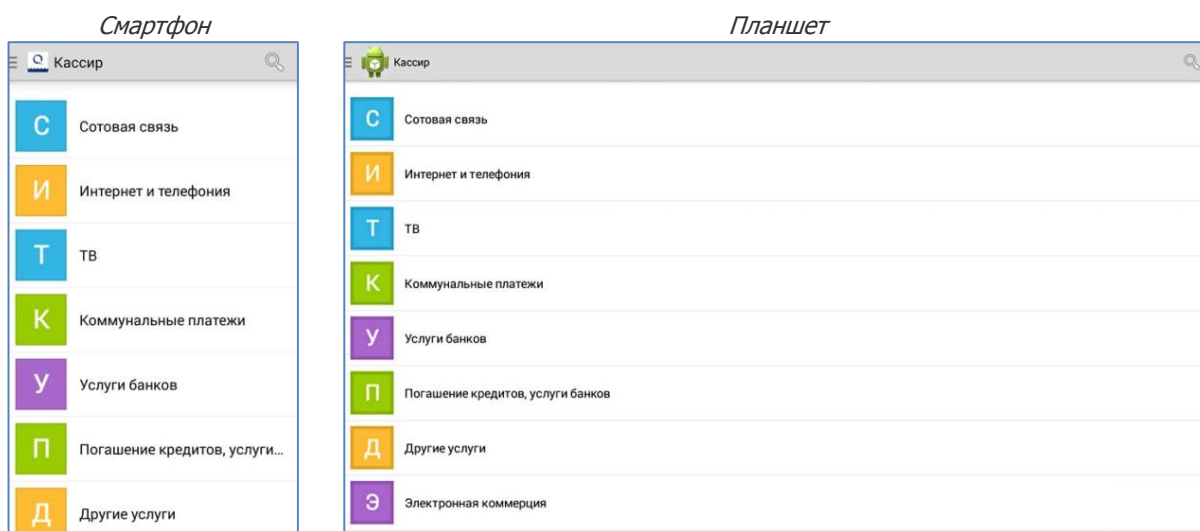 Смартфон
Кассир
С Сотовая связь
И Интернет и телефония
Т ТВ
К Коммунальные платежи
У Услуги банков
П Погашение кредитов, услуги...
Д Другие услуги
Планшет
Кассир
С Сотовая связь
И Интернет и телефония
Т ТВ
К Коммунальные платежи
У Услуги банков
П Погашение кредитов, услуги банков
Д Другие услуги
Э Электронная коммерция